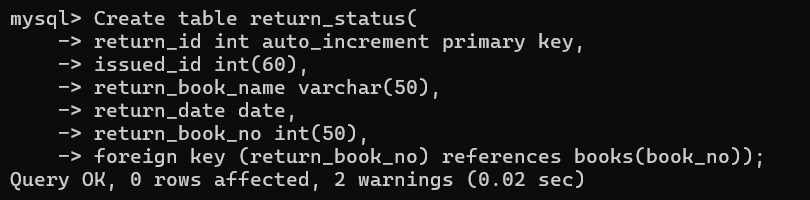 mysql> Create table return_status(
    -> return_id int auto_increment primary key,
    -> issued_id int(60),
    -> return_book_name varchar(50),
    -> return_date date,
    -> return_book_no int(50),
    -> foreign key (return_book_no) references books(book_no));
Query OK, 0 rows affected, 2 warnings (0.02 sec)